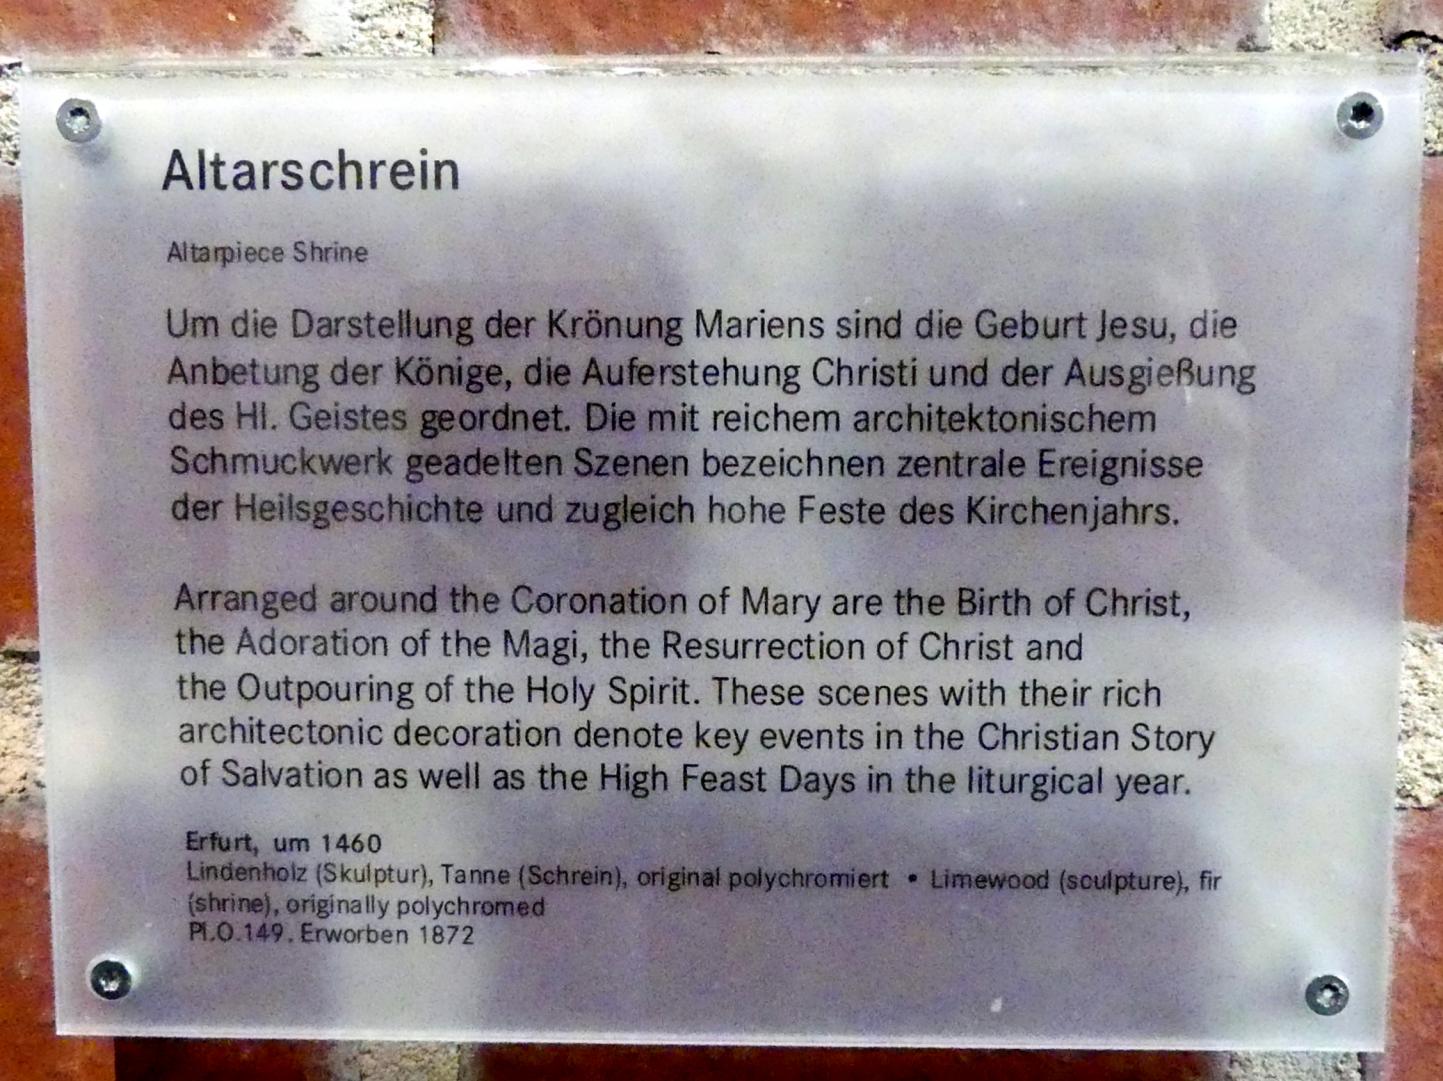 Altarschrein
Altarpiece Shrine
Um die Darstellung der Krönung Mariens sind die Geburt Jesu, die
Anbetung der Könige, die Auferstehung Christi und der Ausgießung
des Hl. Geistes geordnet. Die mit reichem architektonischem
Schmuckwerk geadelten Szenen bezeichnen zentrale Ereignisse
der Heilsgeschichte und zugleich hohe Feste des Kirchenjahrs.
Arranged around the Coronation of Mary are the Birth of Christ,
the Adoration of the Magi, the Resurrection of Christ and
the Outpouring of the Holy Spirit. These scenes with their rich
architectonic decoration denote key events in the Christian Story
of Salvation as well as the High Feast Days in the liturgical year.
Erfurt, um 1460
Lindenholz (Skulptur), Tanne (Schrein), original polychromiert • Limewood (sculpture), fir
(shrine), originally polychromed
Pl.O.149. Erworben 1872